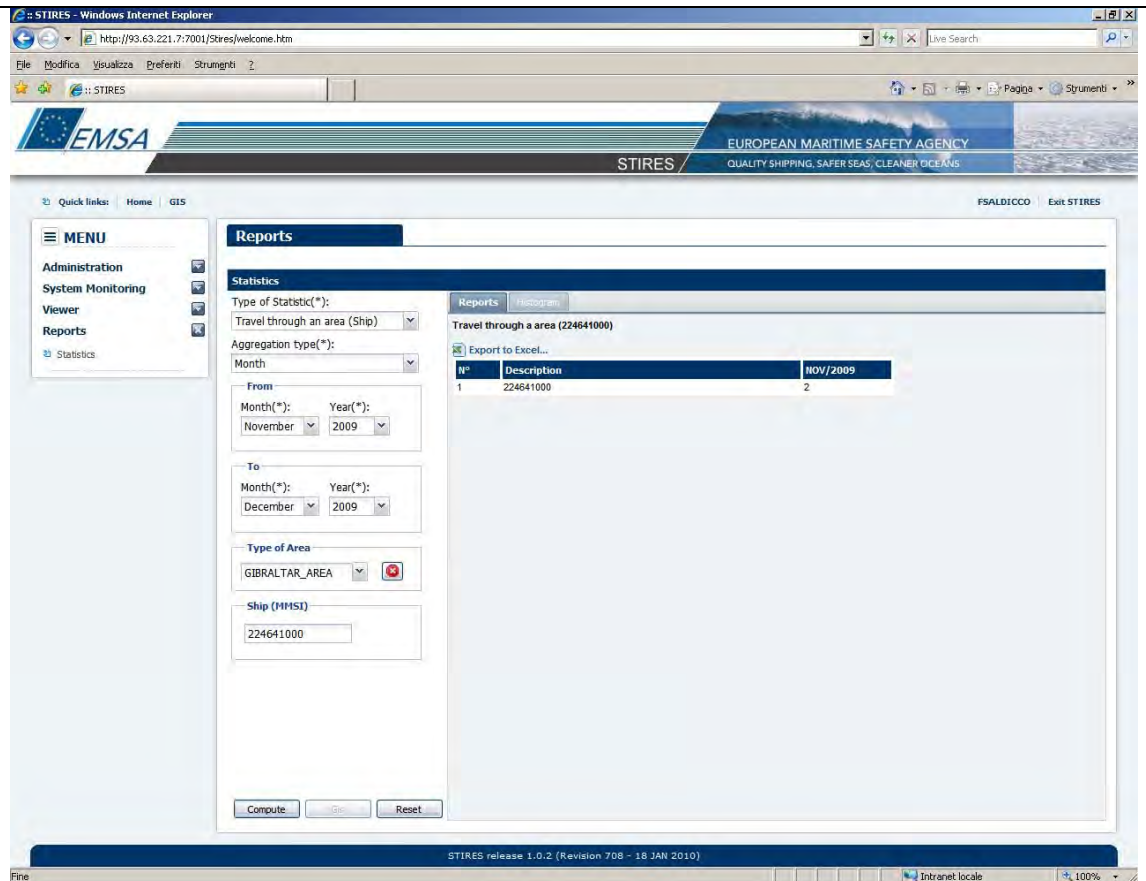 :: STIRES - Windows Internet Explorer
http://93.63.221.7:7001/Stires/welcome.htm
Live Search
File Modifica Visualizza Preferiti Strumenti ?
:: STIRES
Pagina Strumenti
EMSA
STIRES
EUROPEAN MARITIME SAFETY AGENCY
QUALITY SHIPPING, SAFER SEAS, CLEANER OCEANS
Quick links: Home GIS
FSALDICCO Exit STIRES
MENU
Administration
System Monitoring
Viewer
Reports
Statistics
Reports
Statistics
Type of Statistic(*):
Travel through an area (Ship)
Aggregation type(*):
Month
From
Month(*): Year(*):
November 2009
To
Month(*): Year(*):
December 2009
Type of Area
GIBRALTAR_AREA
Ship (MMSI)
224641000
Compute Gis Reset
Reports Histogram
Travel through a area (224641000)
Export to Excel...
N° Description NOV/2009
1 224641000 2
STIRES release 1.0.2 (Revision 708 - 18 JAN 2010)
Fine
Intranet locale
100%